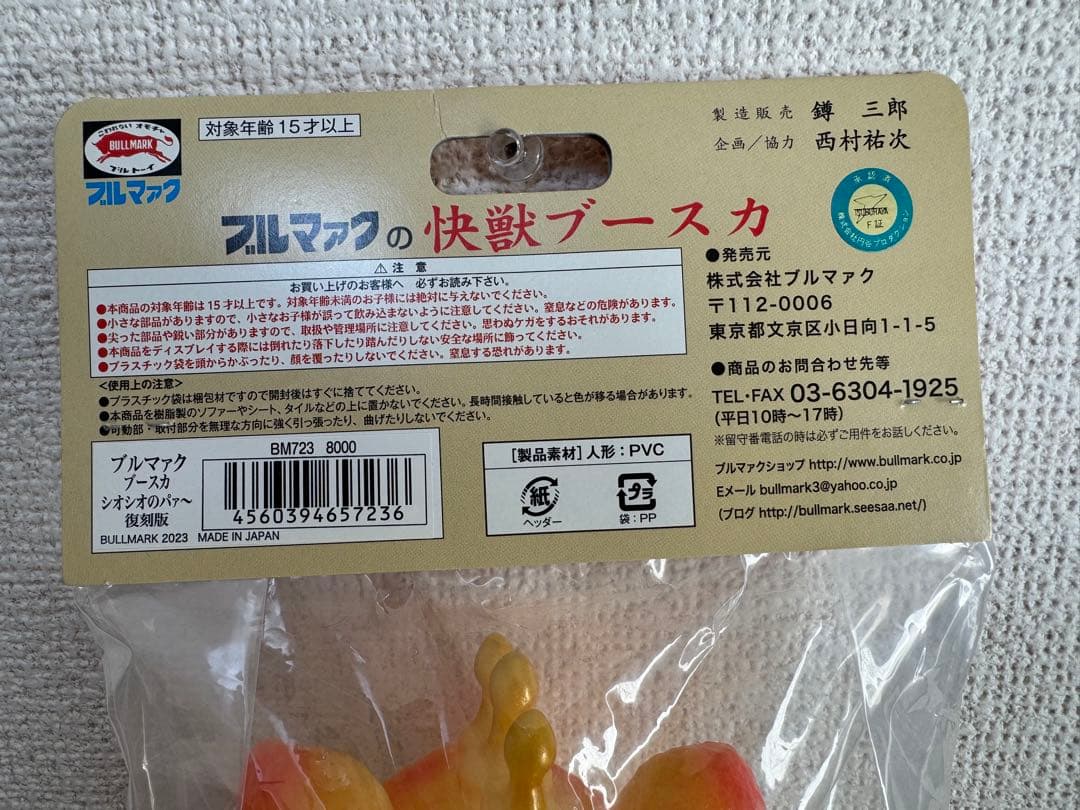 こわれない オモチャ
BULLMARK
ブルトーイ
ブルマァク
対象年齢15才以上
製造販売 鐏 三郎
企画／協力 西村祐次
ブルマァクの快獣ブースカ
承認済
TSUBURAYA
F証
株式会社円谷プロダクション
⚠注 意
お買い上げのお客様へ 必ずお読み下さい。
●本商品の対象年齢は15才以上です。対象年齢未満のお子様には絶対に与えないでください。
●小さな部品がありますので、小さなお子様が誤って飲み込まないように注意してください。窒息などの危険があります。
●尖った部品や鋭い部分がありますので、取扱や管理場所に注意してください。思わぬケガをするおそれがあります。
●本商品をディスプレイする際には倒れたり落下したり踏んだりしない安全な場所に飾ってください。
●プラスチック袋を頭からかぶったり、顔を覆ったりしないでください。窒息する恐れがあります。
<使用上の注意>
●プラスチック袋は梱包材ですので開封後はすぐに捨ててください。
●本商品を樹脂製のソファーやシート、タイルなどの上に置かないでください。長時間接触していると色が移る場合があります。
●可動部・取付部分を無理な方向に強く引っ張ったり、曲げたりしないでください。
●発売元
株式会社ブルマァク
〒112-0006
東京都文京区小日向1-1-5
●商品のお問合わせ先等
TEL・FAX 03-6304-1925
(平日10時〜17時)
※留守番電話の時は必ずご用件をお話しください。
ブルマァクショップ http://www.bullmark.co.jp
Eメール bullmark3@yahoo.co.jp
(ブログ http://bullmark.seesaa.net/)
ブルマァク
ブースカ
シオシオのパァ〜
復刻版
BM723 8000
4560394657236
BULLMARK 2023 MADE IN JAPAN
[製品素材]人形：PVC
紙
ヘッダー
プラ
袋：PP